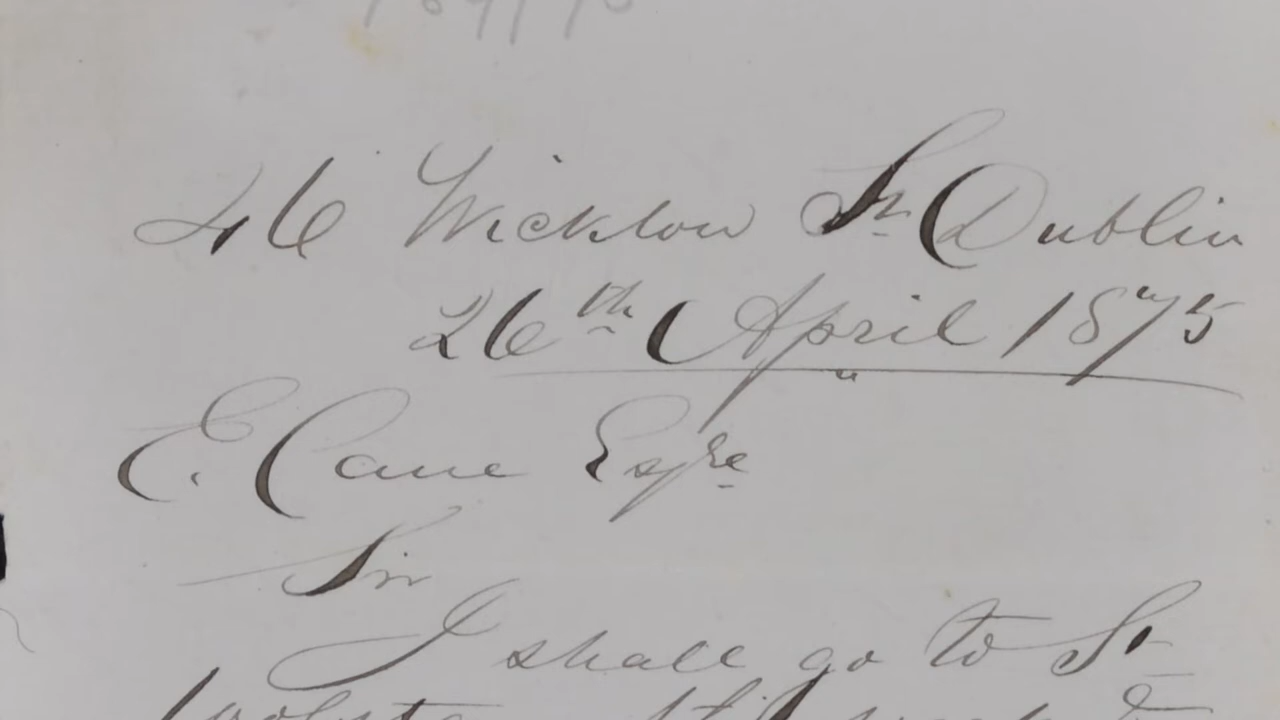 46 Wicklow St Dublin
26th April 1875
E. Cane Esqre
Sir
I shall go to St